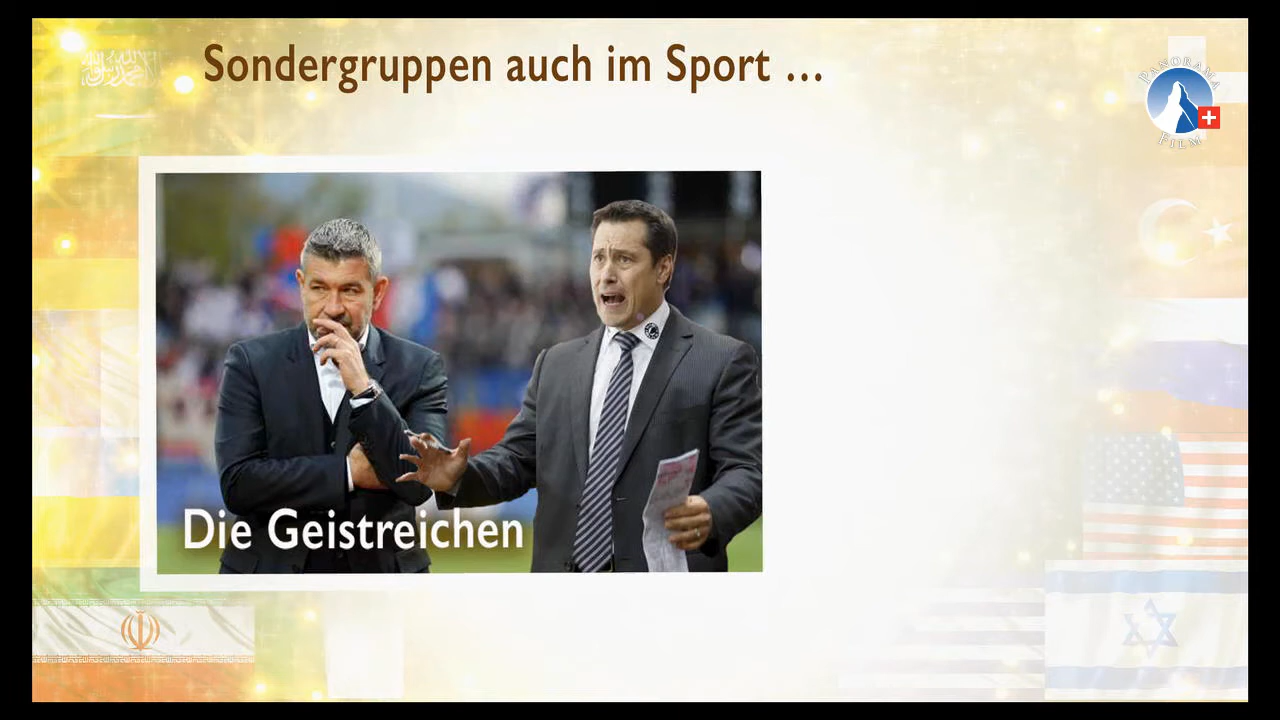 Sondergruppen auch im Sport ...
PANORAMA
FILM
Die Geistreichen